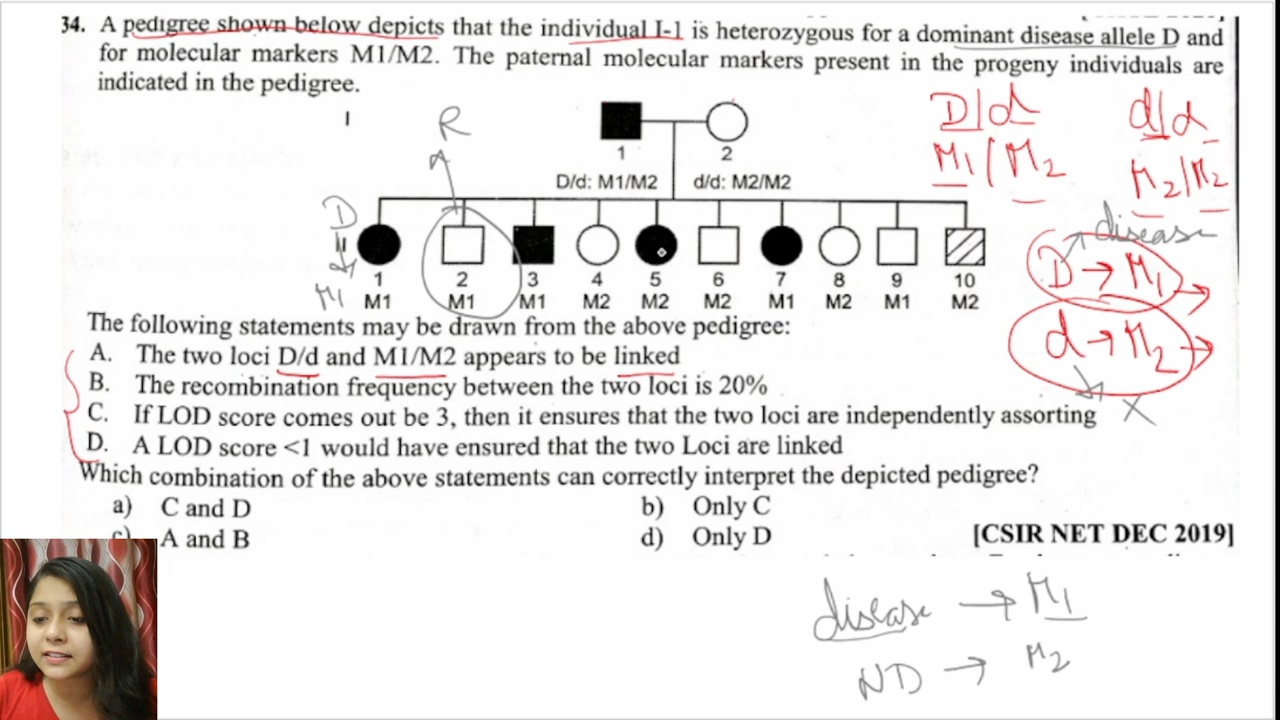 34. A pedigree shown below depicts that the individual I-1 is heterozygous for a dominant disease allele D and
for molecular markers M1/M2. The paternal molecular markers present in the progeny individuals are
indicated in the pedigree.
I
R
D/d d/d
M1/M2 M2/M2
1 2
D/d: M1/M2 d/d: M2/M2
D
II
M1
disease
D → M1 →
d → M2 →
X
1 2 3 4 5 6 7 8 9 10
M1 M1 M1 M2 M2 M2 M1 M2 M1 M2
The following statements may be drawn from the above pedigree:
A. The two loci D/d and M1/M2 appears to be linked
B. The recombination frequency between the two loci is 20%
C. If LOD score comes out be 3, then it ensures that the two loci are independently assorting
D. A LOD score <1 would have ensured that the two Loci are linked
Which combination of the above statements can correctly interpret the depicted pedigree?
a) C and D b) Only C
c) A and B d) Only D [CSIR NET DEC 2019]
disease → M1
ND → M2